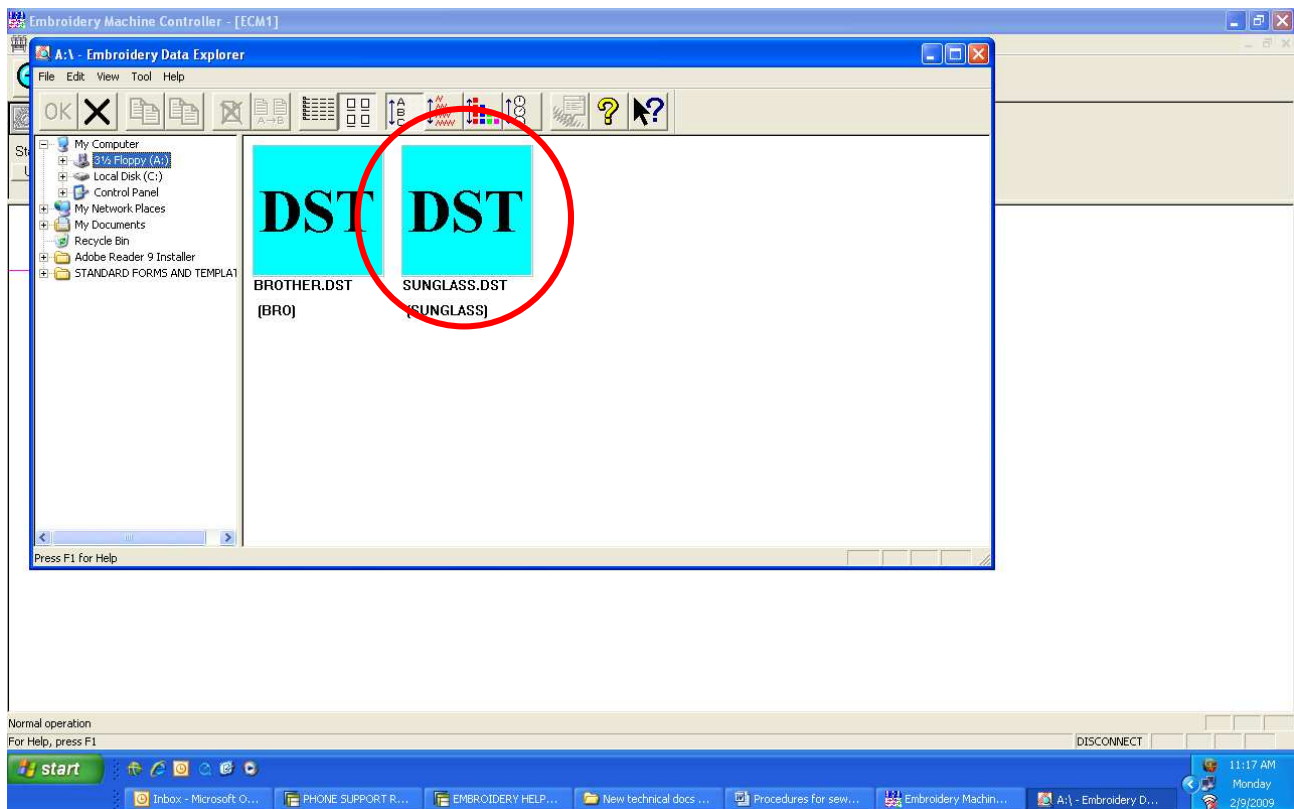 Embroidery Machine Controller - [ECM1]
A:\ - Embroidery Data Explorer
File Edit View Tool Help
OK
My Computer
3½ Floppy (A:)
Local Disk (C:)
Control Panel
My Network Places
My Documents
Recycle Bin
Adobe Reader 9 Installer
STANDARD FORMS AND TEMPLAT
DST DST
BROTHER.DST SUNGLASS.DST
(BRO) (SUNGLASS)
Press F1 for Help
Normal operation
For Help, press F1 DISCONNECT
start 11:17 AM
Monday
Inbox - Microsoft O... PHONE SUPPORT R... EMBROIDERY HELP... New technical docs ... Procedures for sew... Embroidery Machin... A:\ - Embroidery D... 2/9/2009